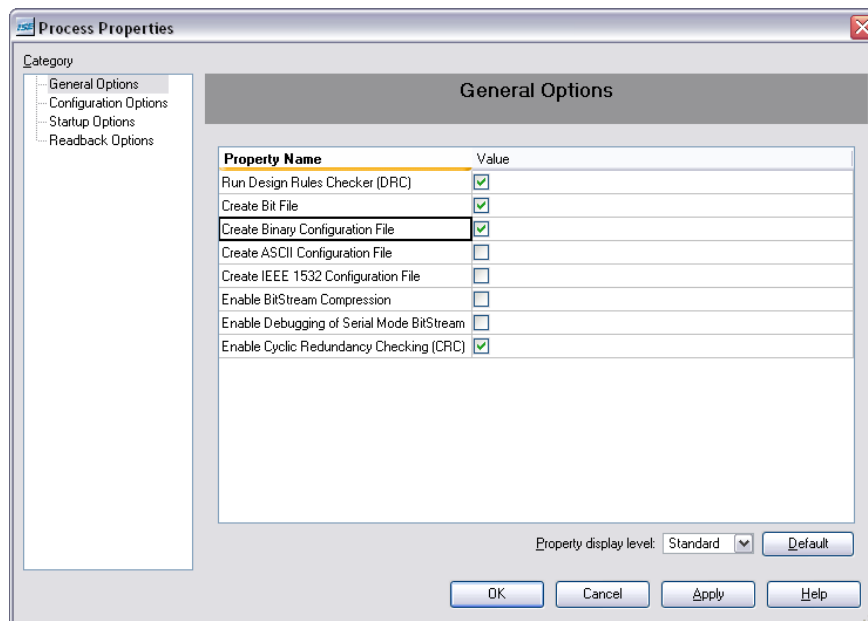 ISE Process Properties
Category
General Options
Configuration Options
Startup Options
Readback Options
General Options
Property Name Value
Run Design Rules Checker (DRC)
Create Bit File
Create Binary Configuration File
Create ASCII Configuration File
Create IEEE 1532 Configuration File
Enable BitStream Compression
Enable Debugging of Serial Mode BitStream
Enable Cyclic Redundancy Checking (CRC)
Property display level: Standard Default
OK Cancel Apply Help